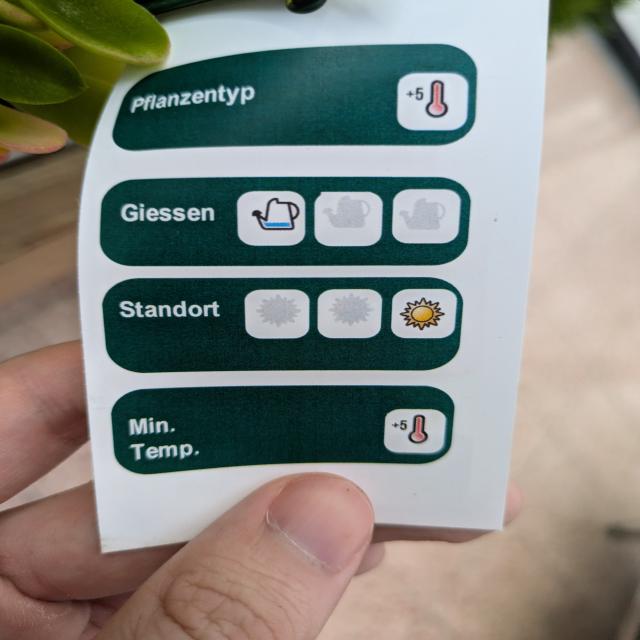 Pflanzentyp +5
Giessen
Standort
Min.
Temp. +5